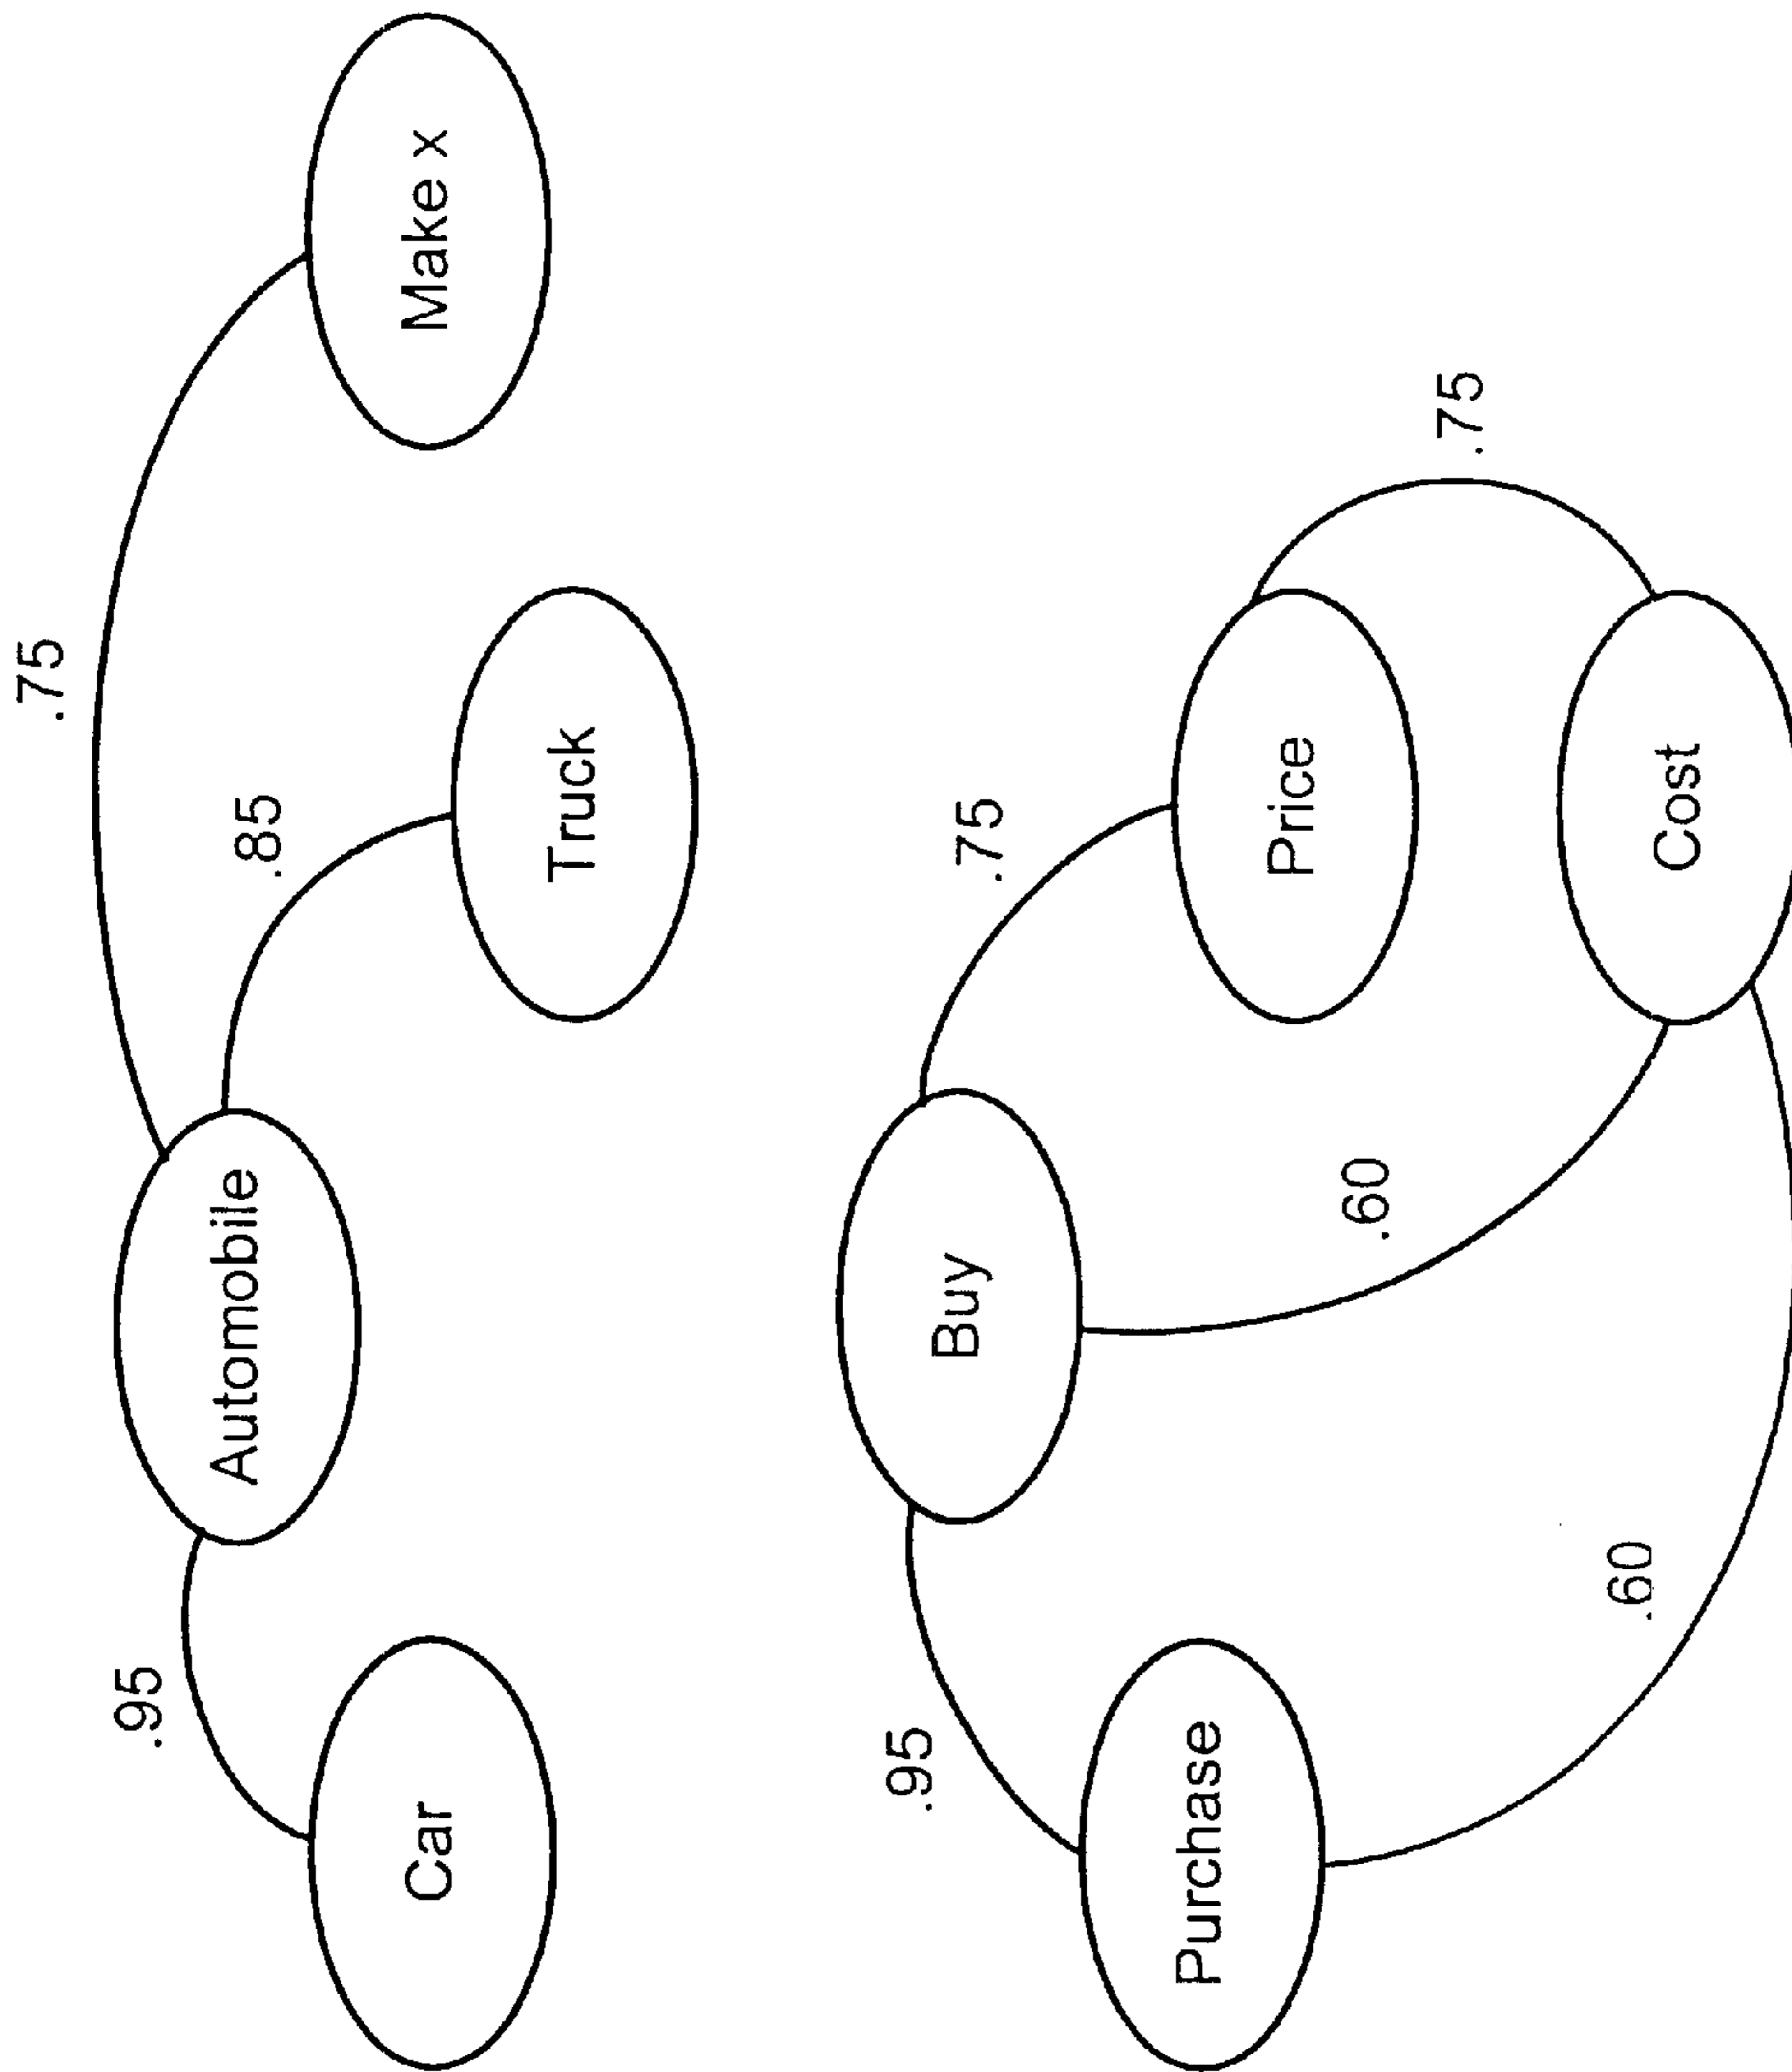 .75
.95
.85
Automobile
Car
Make x
Truck
.95
.75
Buy
Purchase
Price
.75
.60
.60
Cost